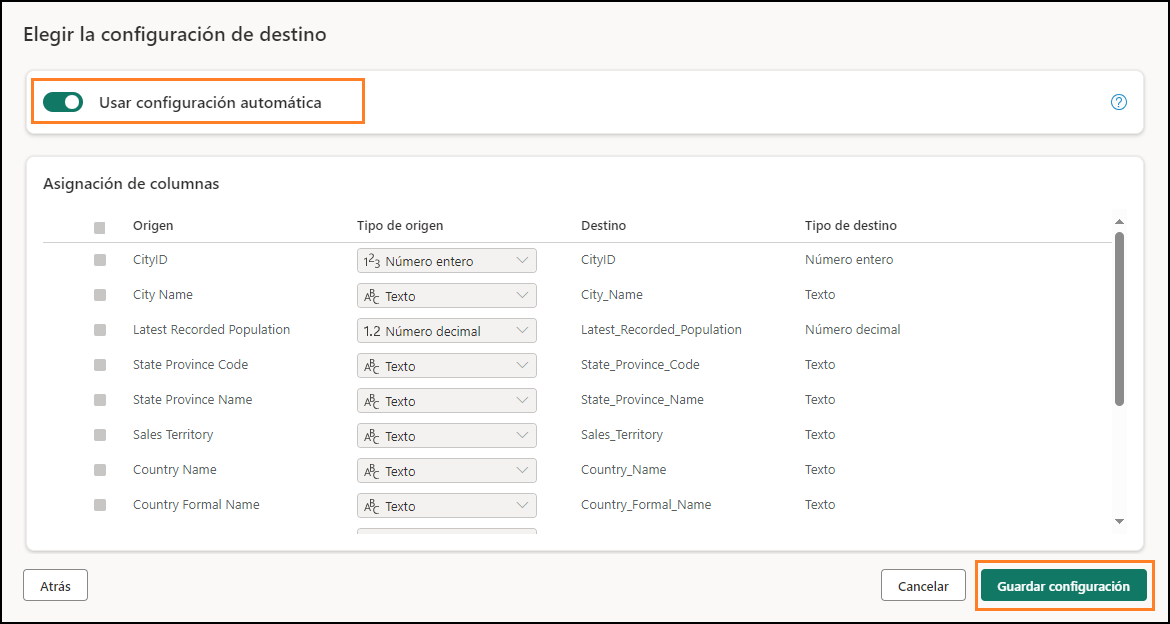 Elegir la configuración de destino
Usar configuración automática
?
Asignación de columnas
Origen Tipo de origen Destino Tipo de destino
CityID 123 Número entero CityID Número entero
City Name ABC Texto City_Name Texto
Latest Recorded Population 1.2 Número decimal Latest_Recorded_Population Número decimal
State Province Code ABC Texto State_Province_Code Texto
State Province Name ABC Texto State_Province_Name Texto
Sales Territory ABC Texto Sales_Territory Texto
Country Name ABC Texto Country_Name Texto
Country Formal Name ABC Texto Country_Formal_Name Texto
Atrás Cancelar Guardar configuración